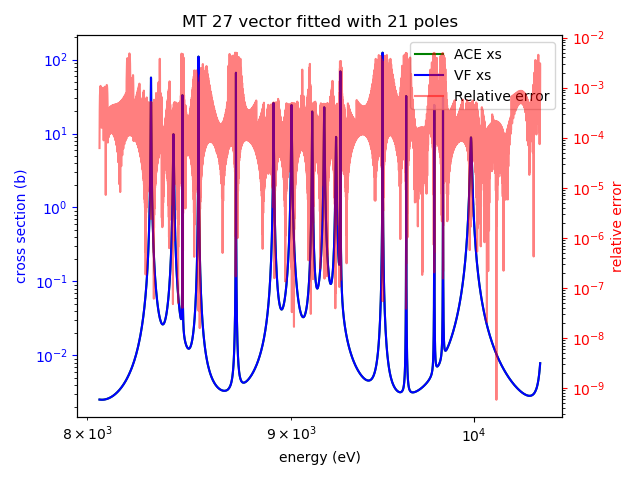 MT 27 vector fitted with 21 poles
ACE xs
VF xs
Relative error
cross section (b)
10²
10¹
10⁰
10⁻¹
10⁻²
10⁻²
10⁻³
10⁻⁴
10⁻⁵
10⁻⁶
10⁻⁷
10⁻⁸
10⁻⁹
relative error
8 × 10³
9 × 10³
10⁴
energy (eV)